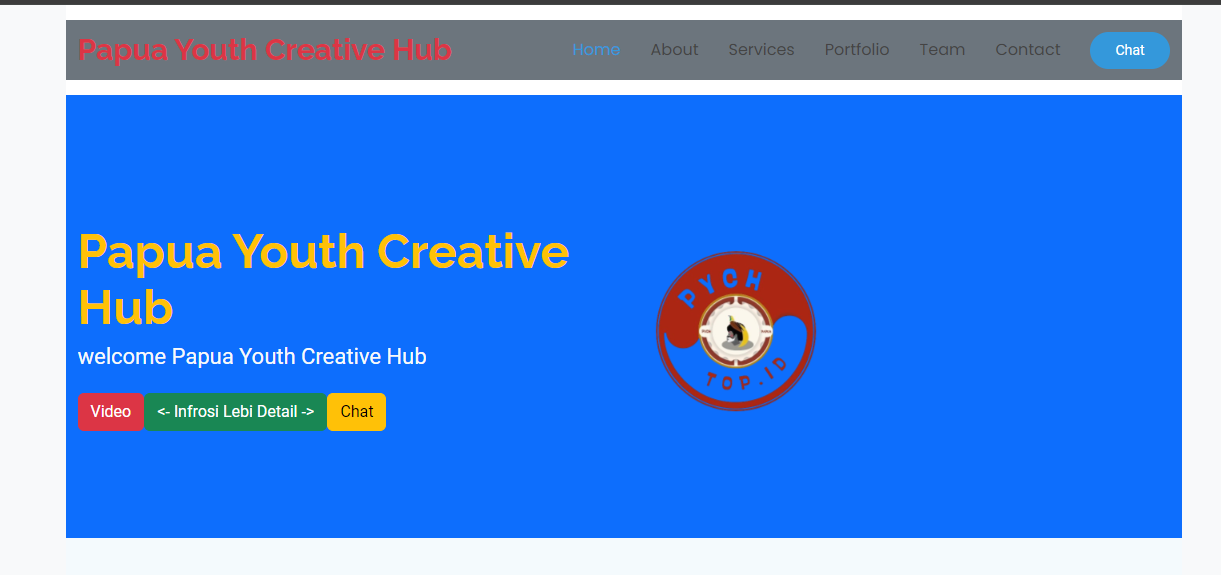 Papua Youth Creative Hub
Home About Services Portfolio Team Contact Chat
Papua Youth Creative
Hub
welcome Papua Youth Creative Hub
Video <- Infrosi Lebi Detail -> Chat
PYCH
TOP.ID